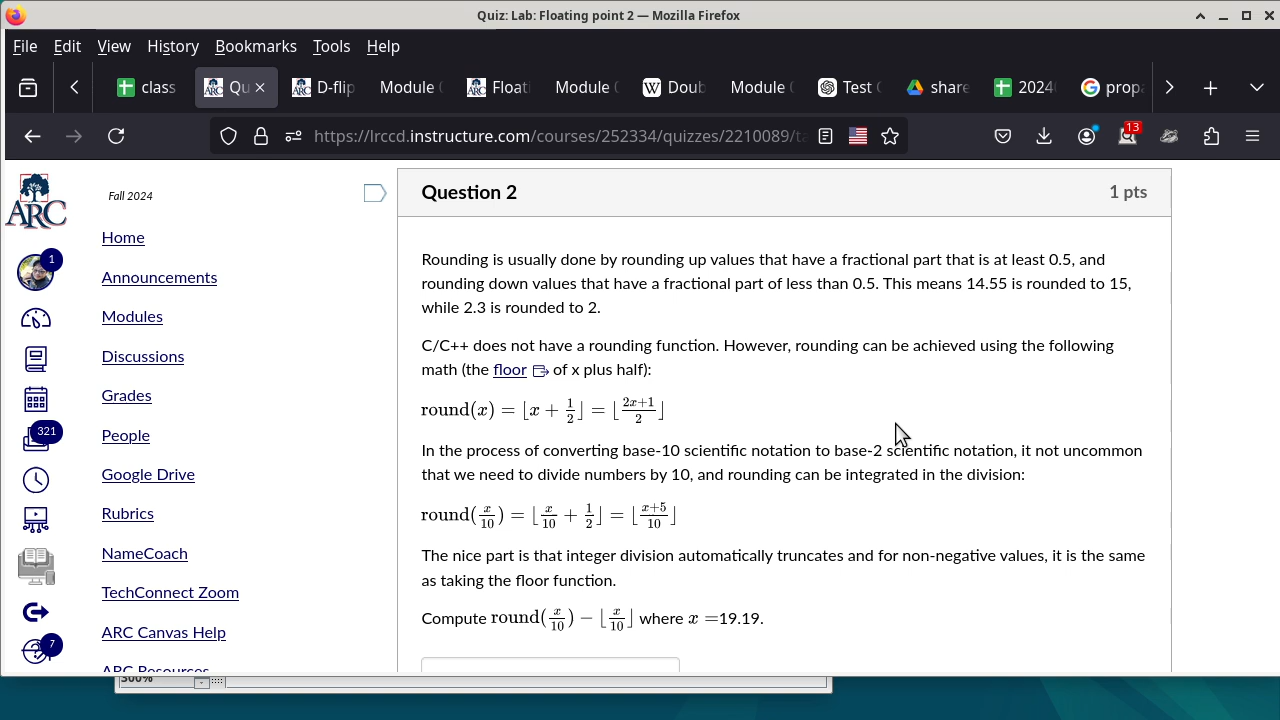 Quiz: Lab: Floating point 2 — Mozilla Firefox
File Edit View History Bookmarks Tools Help
class Qu D-flip Module Floati Module Doub Module Test share 2024 propa
https://lrccd.instructure.com/courses/252334/quizzes/2210089/ta
13
ARC
Fall 2024
1
321
7
Home
Announcements
Modules
Discussions
Grades
People
Google Drive
Rubrics
NameCoach
TechConnect Zoom
ARC Canvas Help
ARC Resources
Question 2 1 pts
Rounding is usually done by rounding up values that have a fractional part that is at least 0.5, and
rounding down values that have a fractional part of less than 0.5. This means 14.55 is rounded to 15,
while 2.3 is rounded to 2.
C/C++ does not have a rounding function. However, rounding can be achieved using the following
math (the floor of x plus half):
round(x) = ⌊x + 1/2⌋ = ⌊(2x+1)/2⌋
In the process of converting base-10 scientific notation to base-2 scientific notation, it not uncommon
that we need to divide numbers by 10, and rounding can be integrated in the division:
round(x/10) = ⌊x/10 + 1/2⌋ = ⌊(x+5)/10⌋
The nice part is that integer division automatically truncates and for non-negative values, it is the same
as taking the floor function.
Compute round(x/10) − ⌊x/10⌋ where x =19.19.
300%